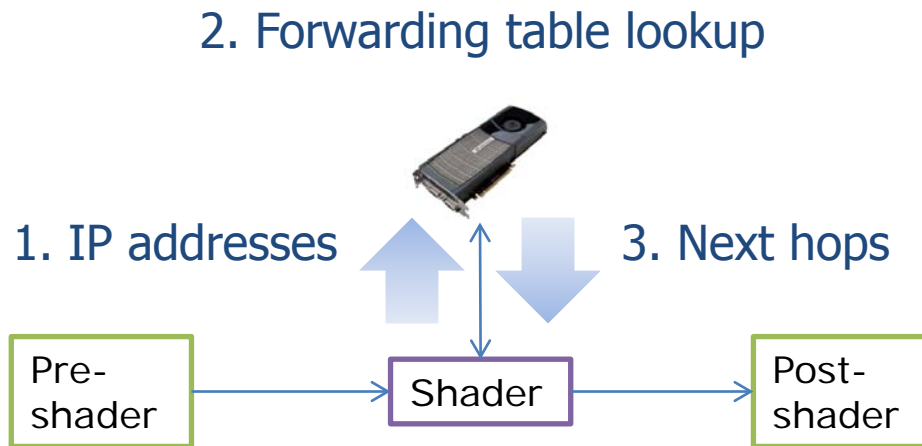 2. Forwarding table lookup
1. IP addresses
3. Next hops
Pre-
shader
Shader
Post-
shader